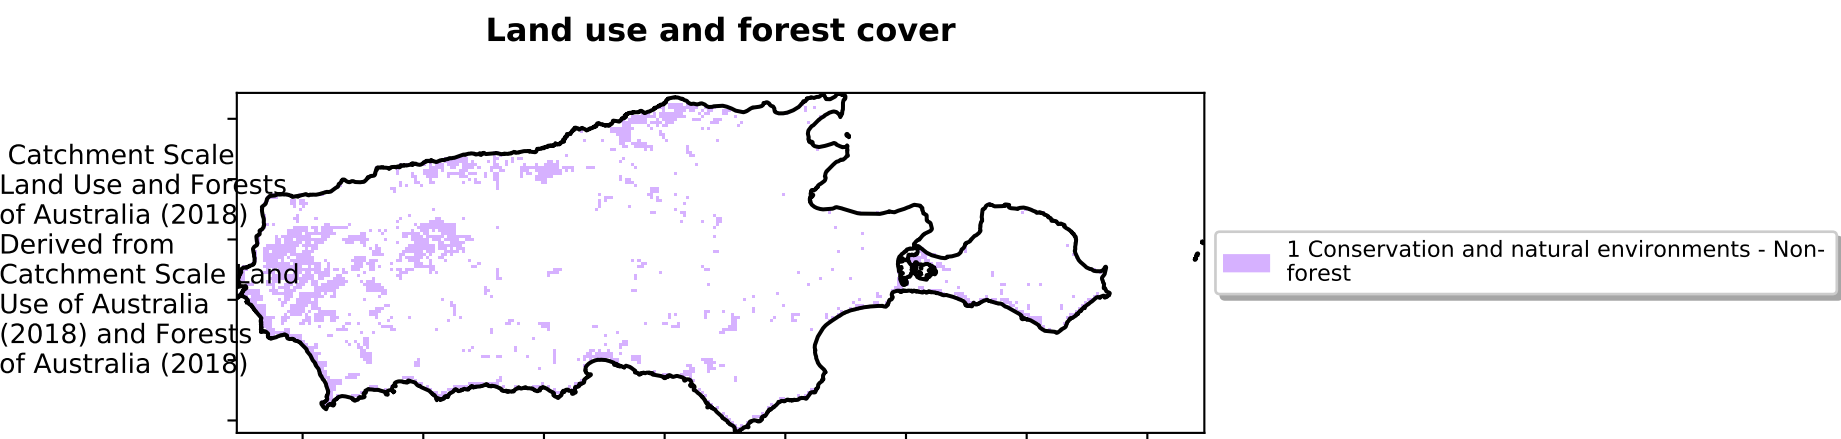 Land use and forest cover
Catchment Scale
Land Use and Forests
of Australia (2018)
Derived from
Catchment Scale Land
Use of Australia
(2018) and Forests
of Australia (2018)
1 Conservation and natural environments - Non-
forest